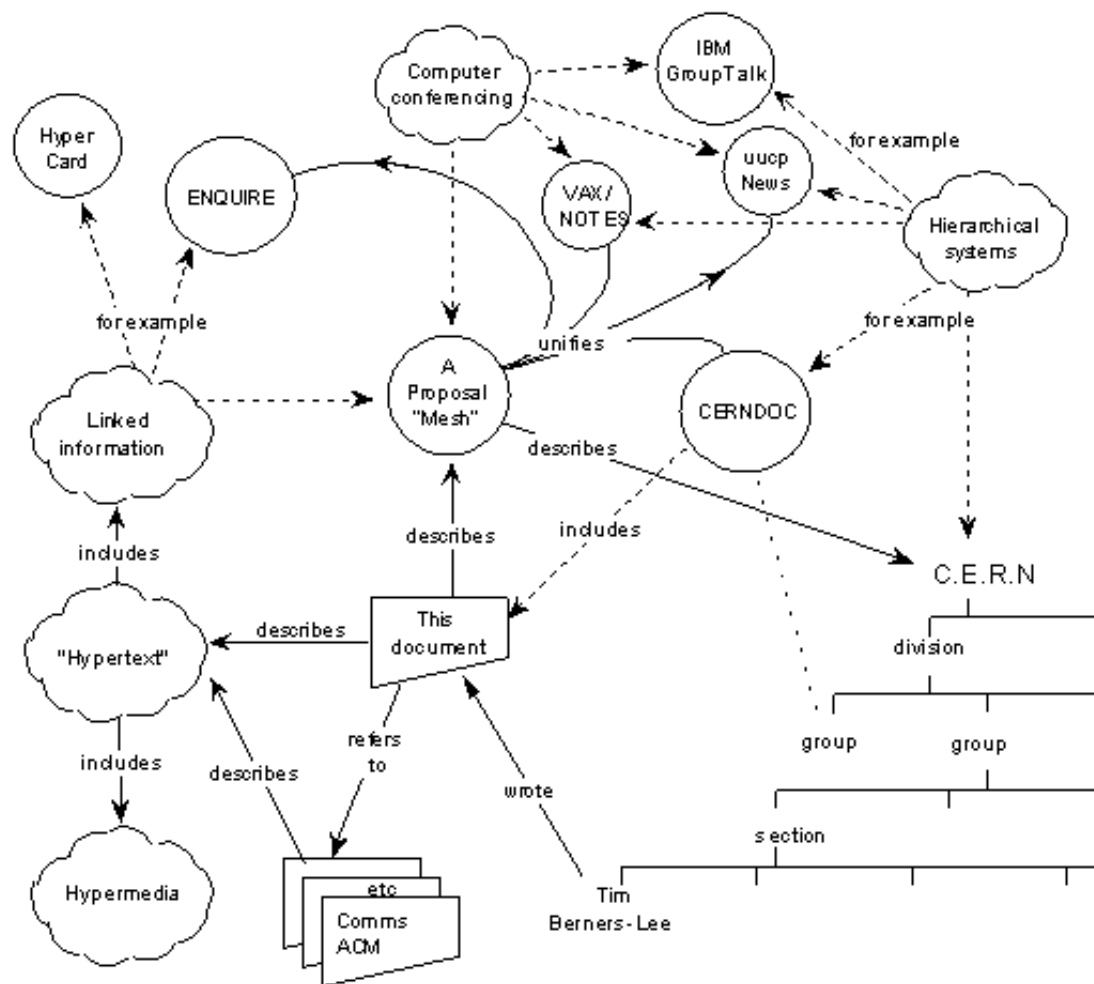 IBM
GroupTalk
Computer
conferencing
Hyper
Card
for example
uucp
News
ENQUIRE
VAX/
NOTES
Hierarchical
systems
for example
for example
unifies
A
Proposal
"Mesh"
Linked
information
CERNDOC
describes
includes
describes
includes
C.E.R.N
This
document
describes
"Hypertext"
division
refers
to
group
group
includes
describes
wrote
section
Hypermedia
etc
Comms
ACM
Tim
Berners-Lee